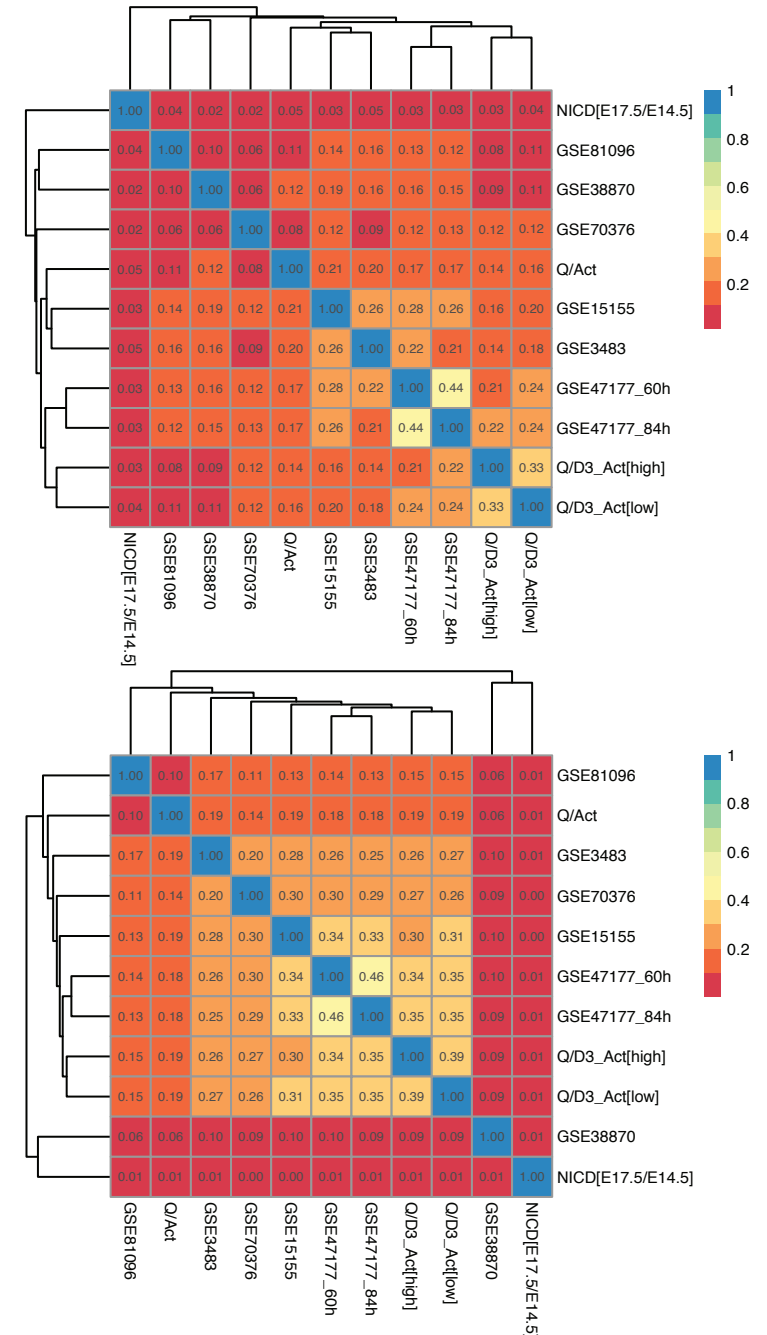 1.00 0.04 0.02 0.02 0.05 0.03 0.05 0.03 0.03 0.03 0.04 NICD[E17.5/E14.5]
0.04 1.00 0.10 0.06 0.11 0.14 0.16 0.13 0.12 0.08 0.11 GSE81096
0.02 0.10 1.00 0.06 0.12 0.19 0.16 0.16 0.15 0.09 0.11 GSE38870
0.02 0.06 0.06 1.00 0.08 0.12 0.09 0.12 0.13 0.12 0.12 GSE70376
0.05 0.11 0.12 0.08 1.00 0.21 0.20 0.17 0.17 0.14 0.16 Q/Act
0.03 0.14 0.19 0.12 0.21 1.00 0.26 0.28 0.26 0.16 0.20 GSE15155
0.05 0.16 0.16 0.09 0.20 0.26 1.00 0.22 0.21 0.14 0.18 GSE3483
0.03 0.13 0.16 0.12 0.17 0.28 0.22 1.00 0.44 0.21 0.24 GSE47177_60h
0.03 0.12 0.15 0.13 0.17 0.26 0.21 0.44 1.00 0.22 0.24 GSE47177_84h
0.03 0.08 0.09 0.12 0.14 0.16 0.14 0.21 0.22 1.00 0.33 Q/D3_Act[high]
0.04 0.11 0.11 0.12 0.16 0.20 0.18 0.24 0.24 0.33 1.00 Q/D3_Act[low]
NICD[E17.5/E14.5]
GSE81096
GSE38870
GSE70376
Q/Act
GSE15155
GSE3483
GSE47177_60h
GSE47177_84h
Q/D3_Act[high]
Q/D3_Act[low]
1
0.8
0.6
0.4
0.2
1.00 0.10 0.17 0.11 0.13 0.14 0.13 0.15 0.15 0.06 0.01 GSE81096
0.10 1.00 0.19 0.14 0.19 0.18 0.18 0.19 0.19 0.06 0.01 Q/Act
0.17 0.19 1.00 0.20 0.28 0.26 0.25 0.26 0.27 0.10 0.01 GSE3483
0.11 0.14 0.20 1.00 0.30 0.30 0.29 0.27 0.26 0.09 0.00 GSE70376
0.13 0.19 0.28 0.30 1.00 0.34 0.33 0.30 0.31 0.10 0.00 GSE15155
0.14 0.18 0.26 0.30 0.34 1.00 0.46 0.34 0.35 0.10 0.01 GSE47177_60h
0.13 0.18 0.25 0.29 0.33 0.46 1.00 0.35 0.35 0.09 0.01 GSE47177_84h
0.15 0.19 0.26 0.27 0.30 0.34 0.35 1.00 0.39 0.09 0.01 Q/D3_Act[high]
0.15 0.19 0.27 0.26 0.31 0.35 0.35 0.39 1.00 0.09 0.01 Q/D3_Act[low]
0.06 0.06 0.10 0.09 0.10 0.10 0.09 0.09 0.09 1.00 0.01 GSE38870
0.01 0.01 0.01 0.00 0.00 0.01 0.01 0.01 0.01 0.01 1.00 NICD[E17.5/E14.5]
GSE81096
Q/Act
GSE3483
GSE70376
GSE15155
GSE47177_60h
GSE47177_84h
Q/D3_Act[high]
Q/D3_Act[low]
GSE38870
NICD[E17.5/E14.5]
1
0.8
0.6
0.4
0.2